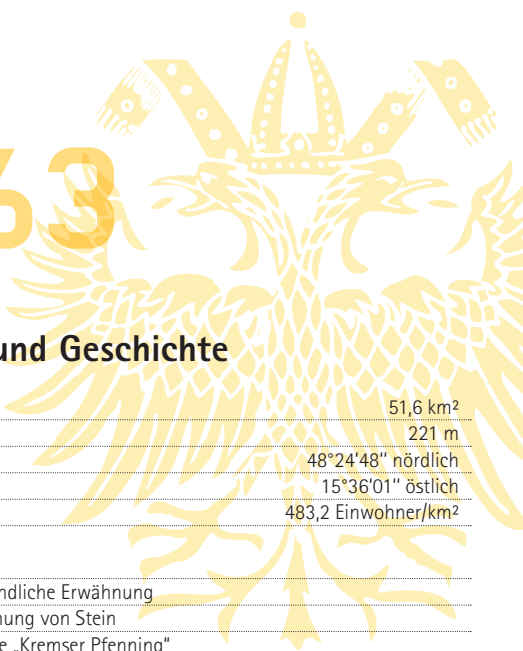 63
und Geschichte
51,6 km²
221 m
48°24'48'' nördlich
15°36'01'' östlich
483,2 Einwohner/km²
ndliche Erwähnung
nung von Stein
e „Kremser Pfenning"